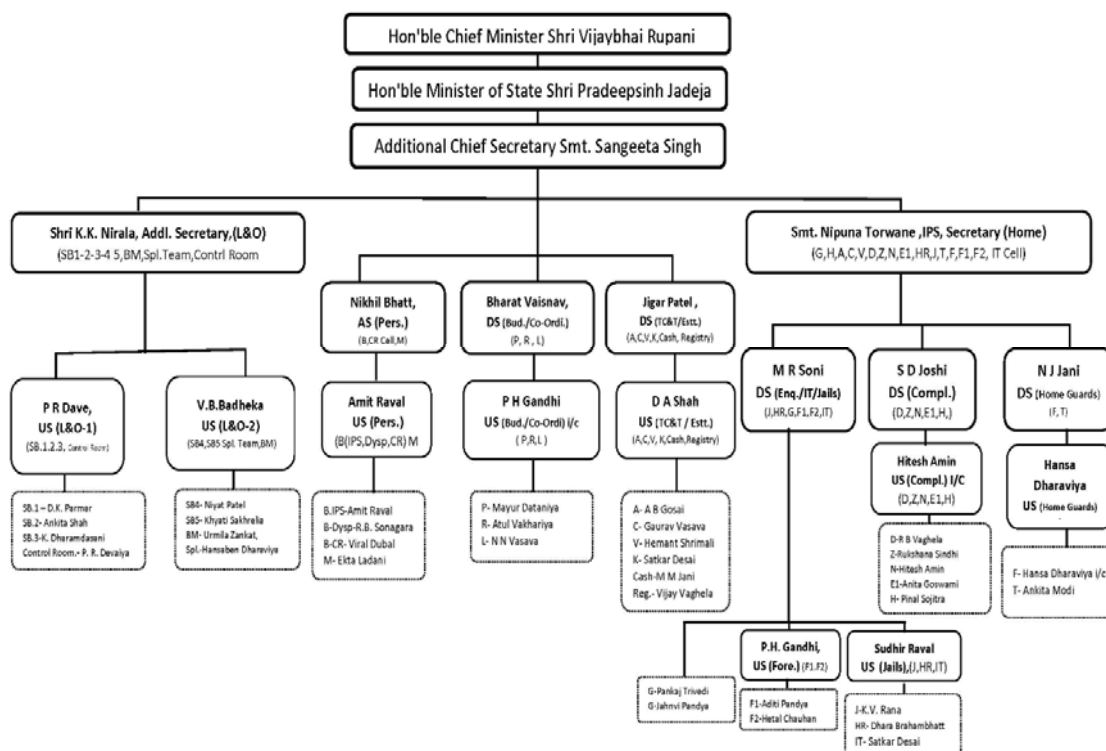 Hon'ble Chief Minister Shri Vijaybhai Rupani
Hon'ble Minister of State Shri Pradeepsinh Jadeja
Additional Chief Secretary Smt. Sangeeta Singh
Shri K.K. Nirala, Addl. Secretary,(L&O)
(SB1-2-3-4 5,BM,Spl.Team,Contrl Room
Smt. Nipuna Torwane ,IPS, Secretary (Home)
(G,H,A,C,V,D,Z,N,E1,HR,J,T,F,F1,F2, IT Cell)
Nikhil Bhatt,
AS (Pers.)
(B,CR Cell,M)
Bharat Vaisnav,
DS (Bud./Co-Ordi.)
(P, R , L)
Jigar Patel ,
DS (TC&T/Estt.)
(A,C,V,K,Cash, Registry)
M R Soni
DS (Enq./IT/Jails)
(J,HR,G,F1,F2,IT)
S D Joshi
DS (Compl.)
(D,Z,N,E1,H,)
N J Jani
DS (Home Guards)
(F, T)
P R Dave,
US (L&O-1)
(SB.1.2.3, Control Room)
V.B.Badheka
US (L&O-2)
(SB4,SB5 Spl. Team,BM)
Amit Raval
US (Pers.)
(B(IPS,Dysp,CR) M
P H Gandhi
US (Bud./Co-Ordi) i/c
( P,R,L )
D A Shah
US (TC&T / Estt.)
(A,C,V, K,Cash,Registry)
Hitesh Amin
US (Compl.) I/C
(D,Z,N,E1,H)
Hansa
Dharaviya
US (Home Guards)
SB.1 – D.K. Parmar
SB.2- Ankita Shah
SB.3-K. Dharamdasani
Control Room.- P. R. Devaiya
SB4- Niyat Patel
SB5- Khyati Sakhrelia
BM- Urmila Zankat,
Spl.-Hansaben Dhareviya
B.IPS-Amit Raval
B-Dysp-R.B. Sonagara
B-CR- Viral Dubal
M- Ekta Ladani
P- Mayur Dataniya
R- Atul Vakhariya
L- N N Vasava
A- A B Gosai
C- Gaurav Vasava
V- Hemant Shrimali
K- Satkar Desai
Cash-M M Jani
Reg.- Vijay Vaghela
D-R B Vaghela
Z-Rukshana Sindhi
N-Hitesh Amin
E1-Anita Goswami
H- Pinal Sojitra
F- Hansa Dharaviya i/c
T- Ankita Modi
P.H. Gandhi,
US (Fore.) (F1.F2)
Sudhir Raval
US (Jails),(J,HR,IT)
G-Pankaj Trivedi
G-Jahnvi Pandya
F1-Aditi Pandya
F2-Hetal Chauhan
J-K.V. Rana
HR- Dhara Brahambhatt
IT- Satkar Desai